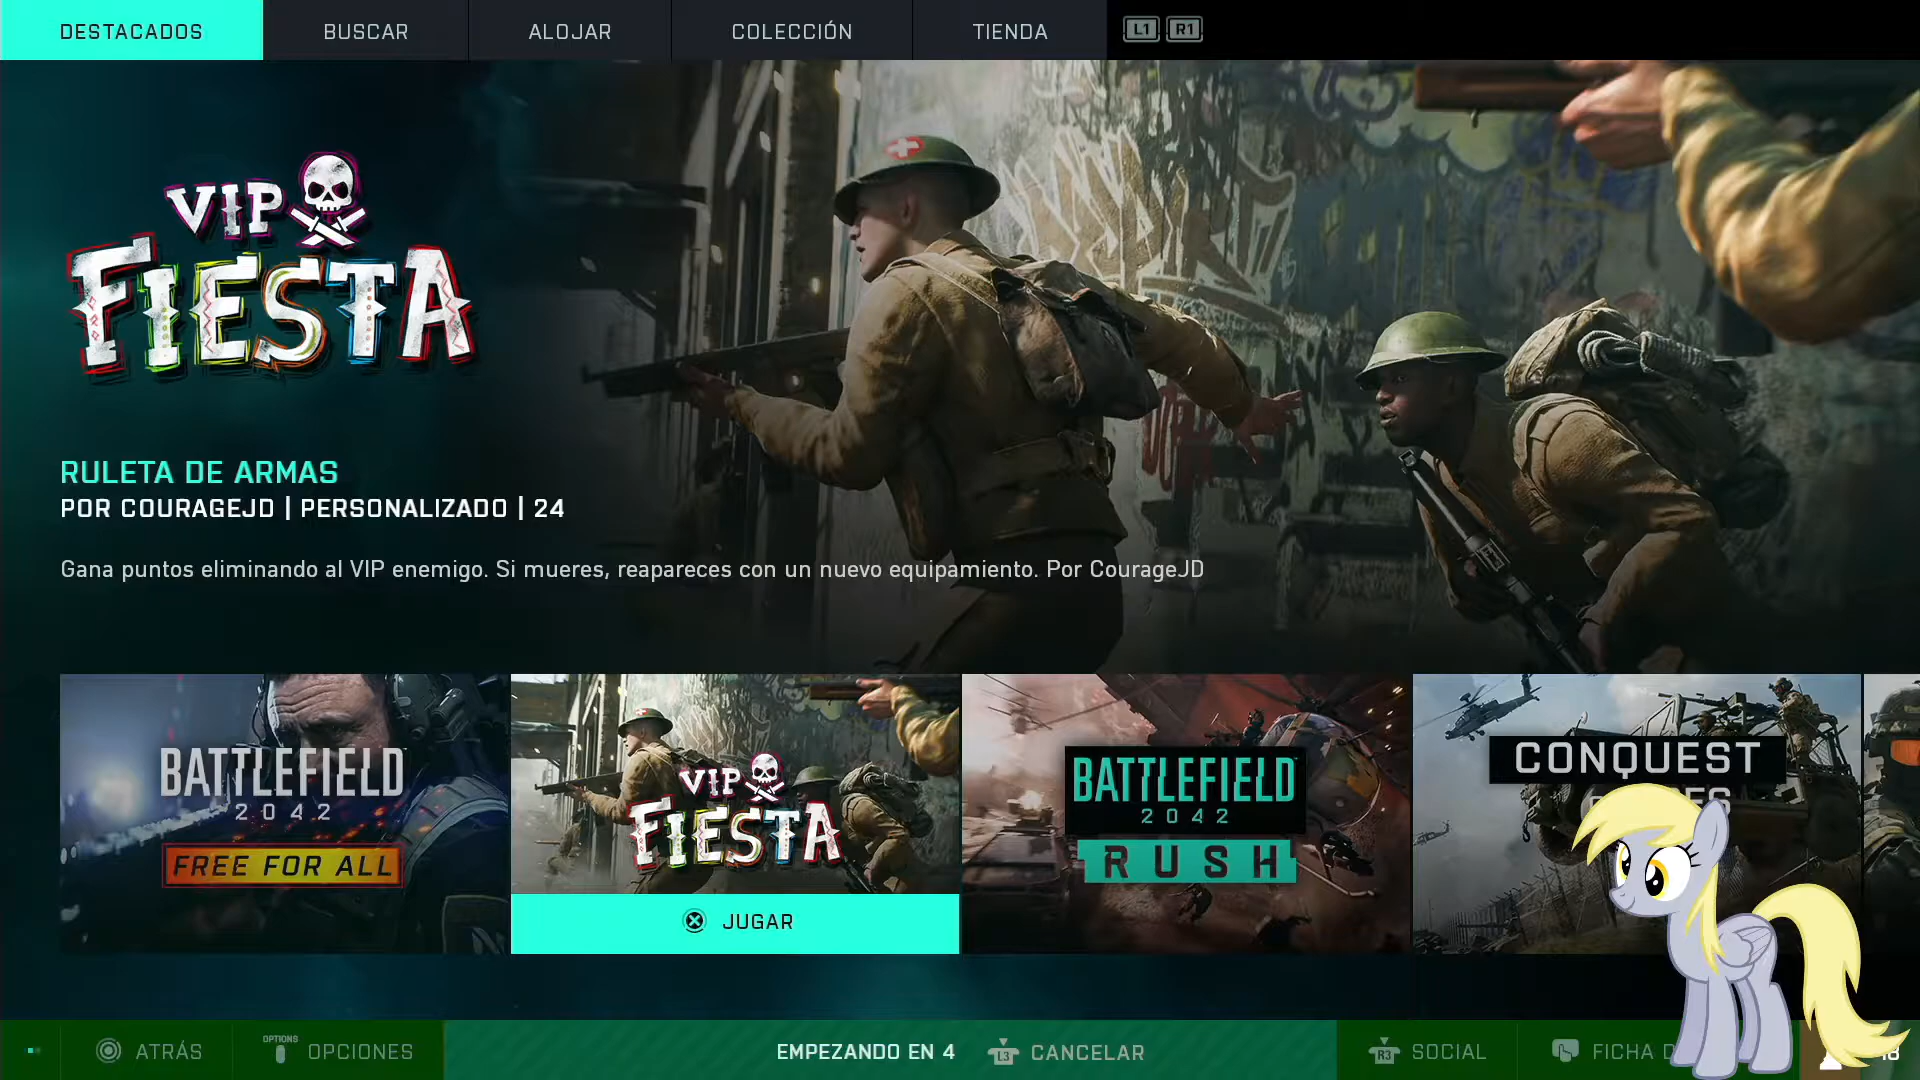 DESTACADOS
BUSCAR
ALOJAR
COLECCIÓN
TIENDA
L1
R1
VIP
FIESTA
RULETA DE ARMAS
POR COURAGEJD | PERSONALIZADO | 24
Gana puntos eliminando al VIP enemigo. Si mueres, reapareces con un nuevo equipamiento. Por CourageJD
BATTLEFIELD
2042
FREE FOR ALL
VIP
FIESTA
JUGAR
BATTLEFIELD
2042
RUSH
CONQUEST
ATRÁS
OPTIONS
OPCIONES
EMPEZANDO EN 4
L3
CANCELAR
R3
SOCIAL
FICHA